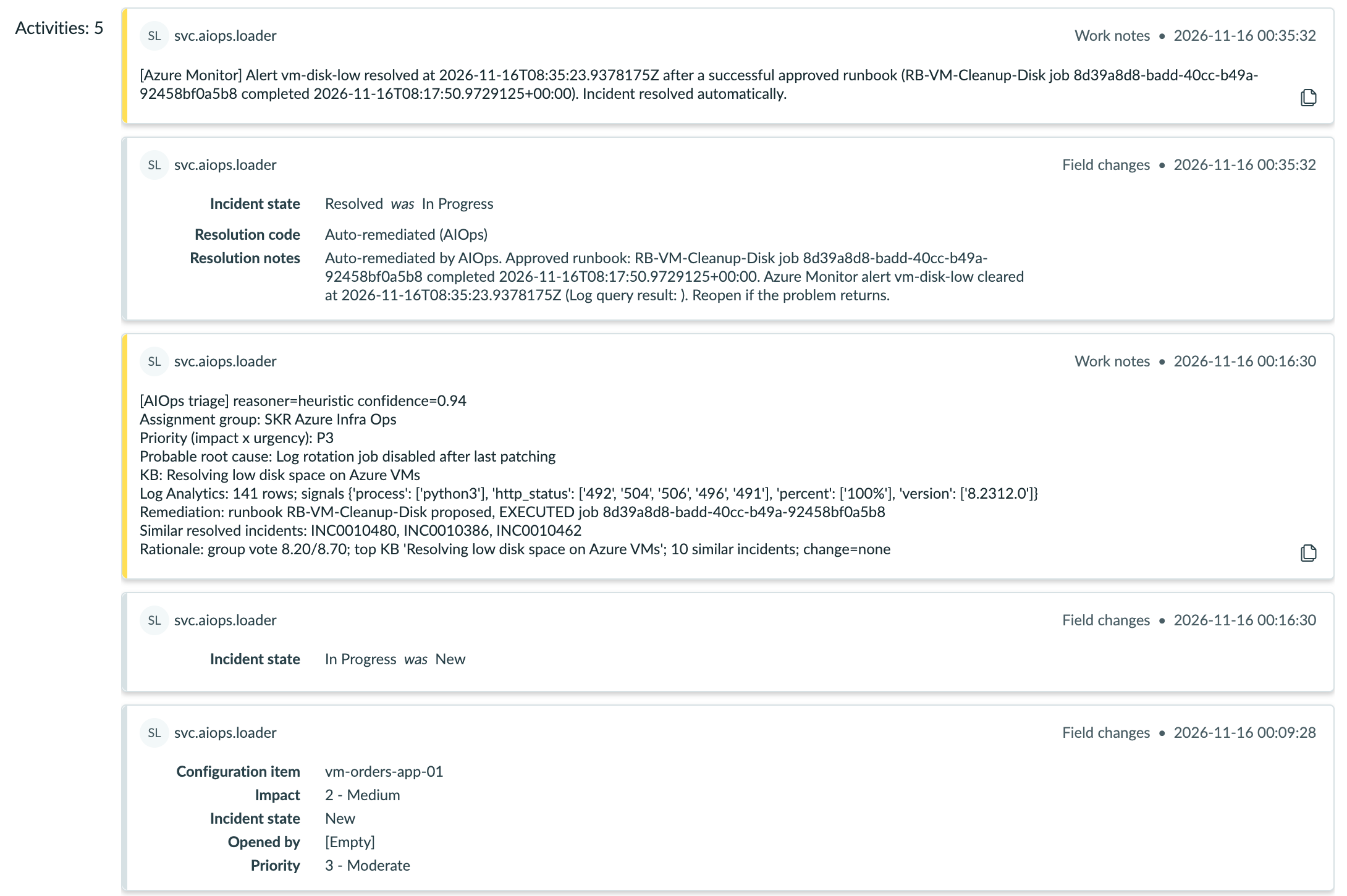 Activities: 5
SL svc.aiops.loader Work notes • 2026-11-16 00:35:32
[Azure Monitor] Alert vm-disk-low resolved at 2026-11-16T08:35:23.9378175Z after a successful approved runbook (RB-VM-Cleanup-Disk job 8d39a8d8-badd-40cc-b49a-
92458bf0a5b8 completed 2026-11-16T08:17:50.9729125+00:00). Incident resolved automatically.
SL svc.aiops.loader Field changes • 2026-11-16 00:35:32
Incident state Resolved was In Progress
Resolution code Auto-remediated (AIOps)
Resolution notes Auto-remediated by AIOps. Approved runbook: RB-VM-Cleanup-Disk job 8d39a8d8-badd-40cc-b49a-
92458bf0a5b8 completed 2026-11-16T08:17:50.9729125+00:00. Azure Monitor alert vm-disk-low cleared
at 2026-11-16T08:35:23.9378175Z (Log query result: ). Reopen if the problem returns.
SL svc.aiops.loader Work notes • 2026-11-16 00:16:30
[AIOps triage] reasoner=heuristic confidence=0.94
Assignment group: SKR Azure Infra Ops
Priority (impact x urgency): P3
Probable root cause: Log rotation job disabled after last patching
KB: Resolving low disk space on Azure VMs
Log Analytics: 141 rows; signals {'process': ['python3'], 'http_status': ['492', '504', '506', '496', '491'], 'percent': ['100%'], 'version': ['8.2312.0']}
Remediation: runbook RB-VM-Cleanup-Disk proposed, EXECUTED job 8d39a8d8-badd-40cc-b49a-92458bf0a5b8
Similar resolved incidents: INC0010480, INC0010386, INC0010462
Rationale: group vote 8.20/8.70; top KB 'Resolving low disk space on Azure VMs'; 10 similar incidents; change=none
SL svc.aiops.loader Field changes • 2026-11-16 00:16:30
Incident state In Progress was New
SL svc.aiops.loader Field changes • 2026-11-16 00:09:28
Configuration item vm-orders-app-01
Impact 2 - Medium
Incident state New
Opened by [Empty]
Priority 3 - Moderate